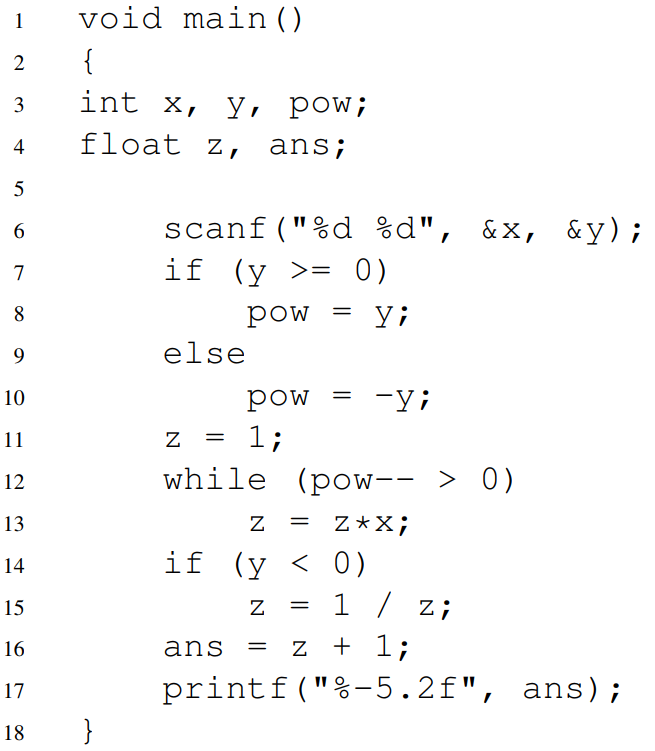 1 void main()
2 {
3 int x, y, pow;
4 float z, ans;
5
6 scanf("%d %d", &x, &y);
7 if (y >= 0)
8 pow = y;
9 else
10 pow = -y;
11 z = 1;
12 while (pow-- > 0)
13 z = z*x;
14 if (y < 0)
15 z = 1 / z;
16 ans = z + 1;
17 printf("%-5.2f", ans);
18 }